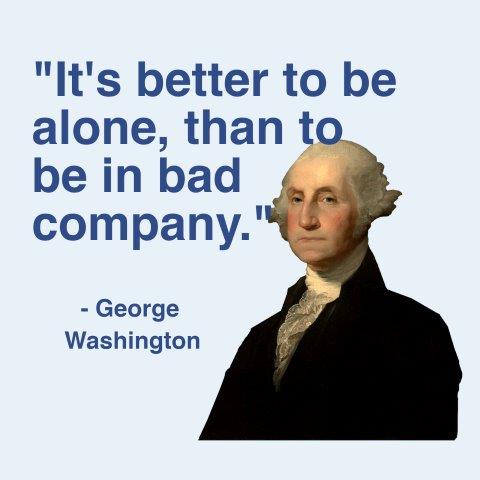 "It's better to be
alone, than to
be in bad
company."
- George
Washington